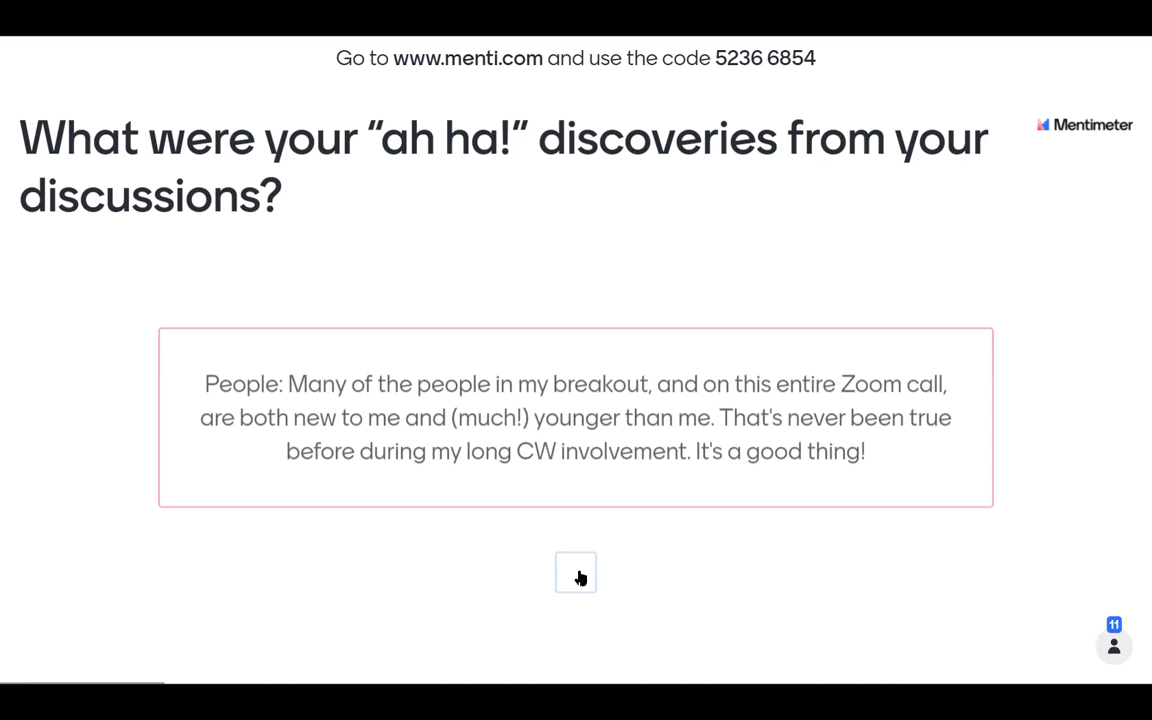 Go to www.menti.com and use the code 5236 6854
What were your “ah ha!” discoveries from your
discussions?
Mentimeter
People: Many of the people in my breakout, and on this entire Zoom call,
are both new to me and (much!) younger than me. That's never been true
before during my long CW involvement. It's a good thing!
11